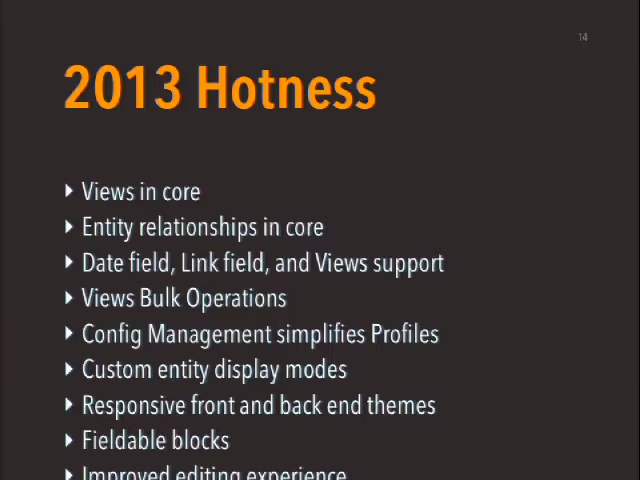 14
2013 Hotness
Views in core
Entity relationships in core
Date field, Link field, and Views support
Views Bulk Operations
Config Management simplifies Profiles
Custom entity display modes
Responsive front and back end themes
Fieldable blocks
Improved editing experience